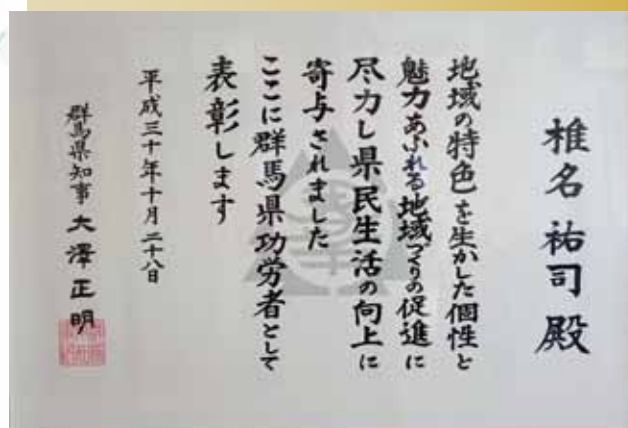 椎名祐司殿
地域の特色を生かした個性と
魅力あふれる地域づくりの促進に
尽力し県民生活の向上に
寄与されました
ここに群馬県功労者として
表彰します
平成三十年十月二十八日
群馬県知事 大澤正明